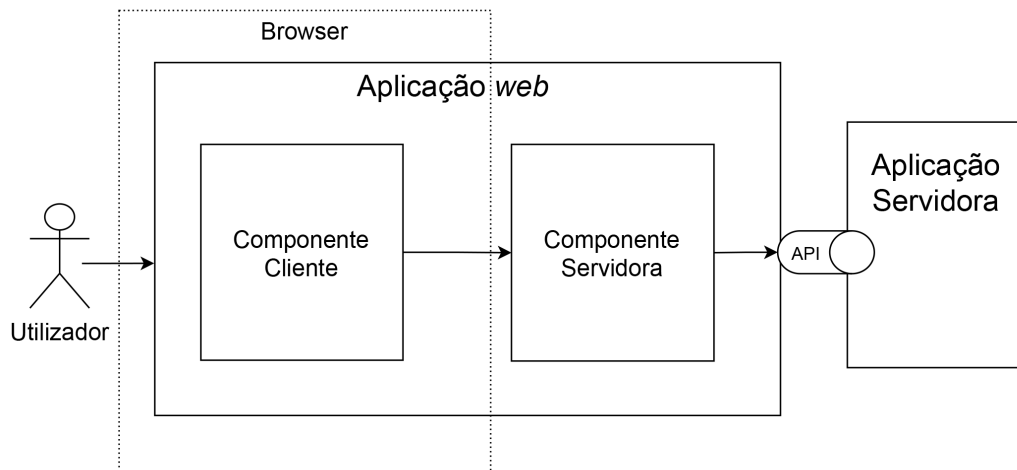 Browser
Aplicação web
Aplicação
Servidora
Componente
Cliente
Componente
Servidora
API
Utilizador